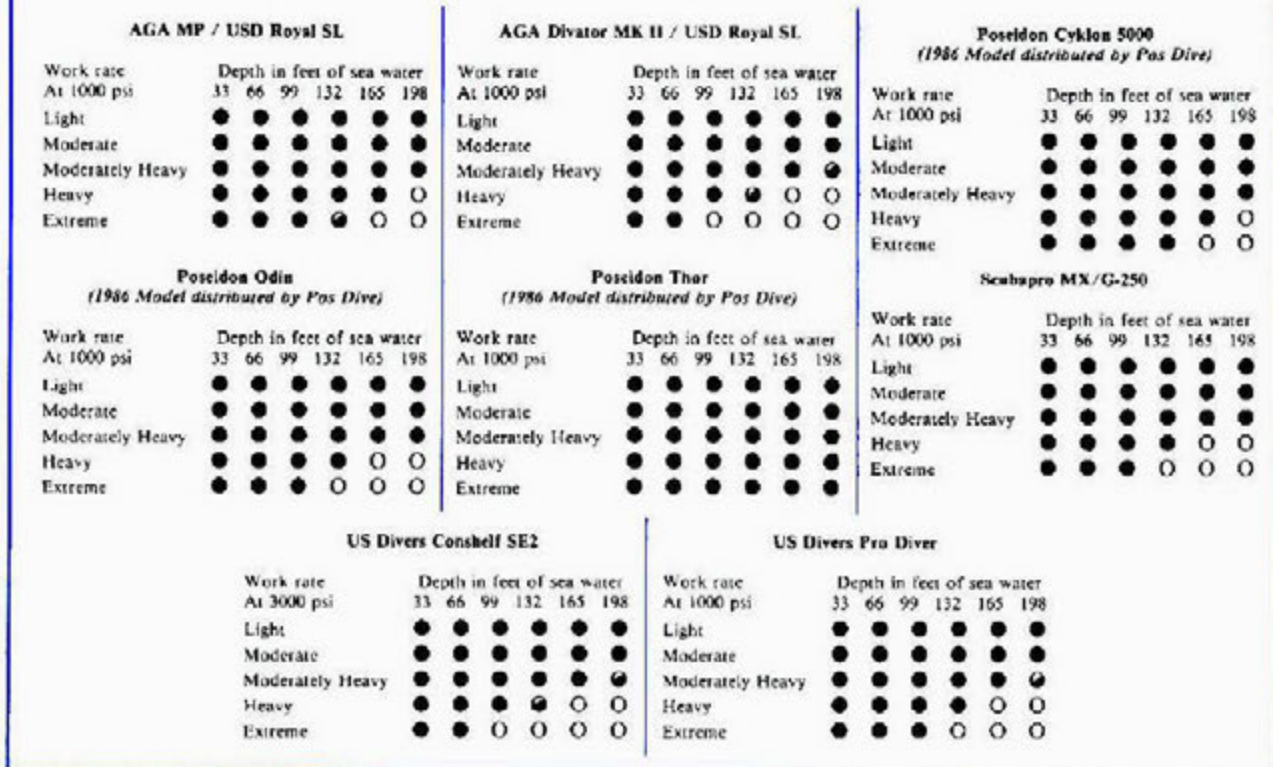 AGA MP / USD Royal SL
Work rate Depth in feet of sea water
At 1000 psi 33 66 99 132 165 198
Light
Moderate
Moderately Heavy
Heavy
Extreme
AGA Divator MK II / USD Royal SL
Work rate Depth in feet of sea water
At 1000 psi 33 66 99 132 165 198
Light
Moderate
Moderately Heavy
Heavy
Extreme
Poseidon Cyklon 5000
(1986 Model distributed by Pos Dive)
Work rate Depth in feet of sea water
At 1000 psi 33 66 99 132 165 198
Light
Moderate
Moderately Heavy
Heavy
Extreme
Poseidon Odin
(1986 Model distributed by Pos Dive)
Work rate Depth in feet of sea water
At 1000 psi 33 66 99 132 165 198
Light
Moderate
Moderately Heavy
Heavy
Extreme
Poseidon Thor
(1986 Model distributed by Pos Dive)
Work rate Depth in feet of sea water
At 1000 psi 33 66 99 132 165 198
Light
Moderate
Moderately Heavy
Heavy
Extreme
Scubapro MX/G-250
Work rate Depth in feet of sea water
At 1000 psi 33 66 99 132 165 198
Light
Moderate
Moderately Heavy
Heavy
Extreme
US Divers Conshelf SE2
Work rate Depth in feet of sea water
At 3000 psi 33 66 99 132 165 198
Light
Moderate
Moderately Heavy
Heavy
Extreme
US Divers Pro Diver
Work rate Depth in feet of sea water
At 1000 psi 33 66 99 132 165 198
Light
Moderate
Moderately Heavy
Heavy
Extreme